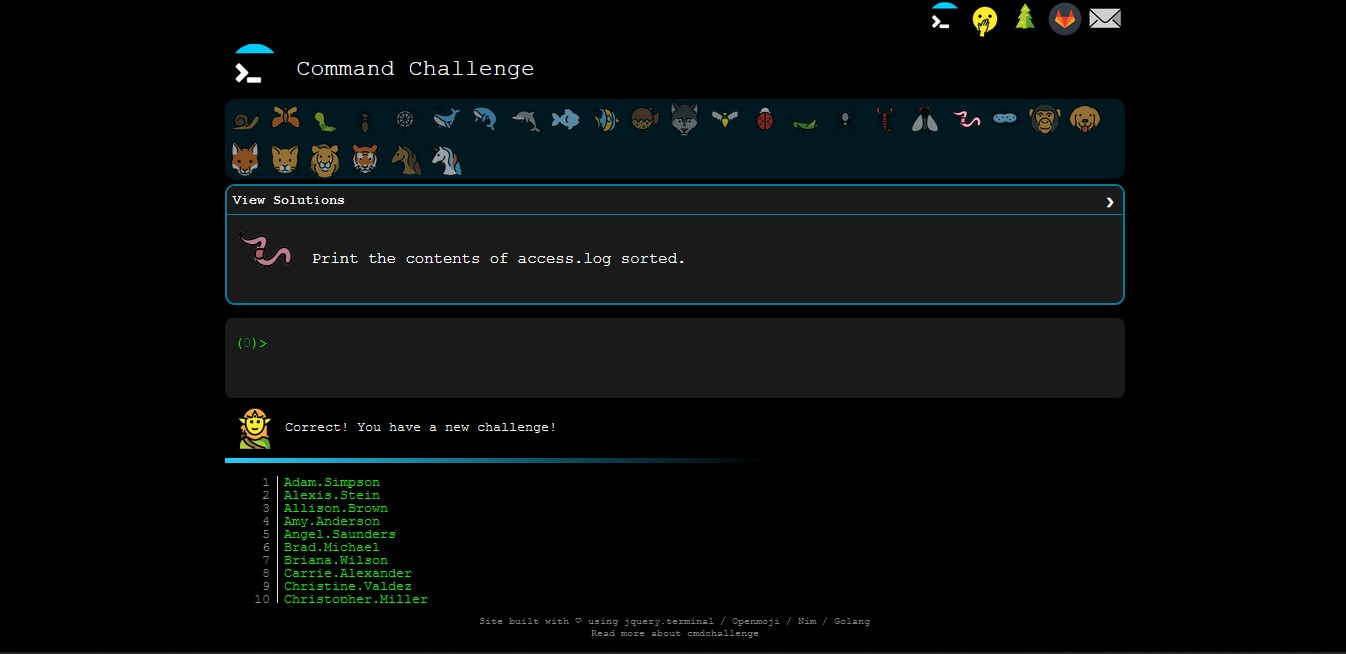 Command Challenge
View Solutions
Print the contents of access.log sorted.
(0)>
Correct! You have a new challenge!
1 Adam.Simpson
2 Alexis.Stein
3 Allison.Brown
4 Amy.Anderson
5 Angel.Saunders
6 Brad.Michael
7 Briana.Wilson
8 Carrie.Alexander
9 Christine.Valdez
10 Christopher.Miller
Site built with ♡ using jquery.terminal / Openmoji / Nim / Golang
Read more about cmdchallenge